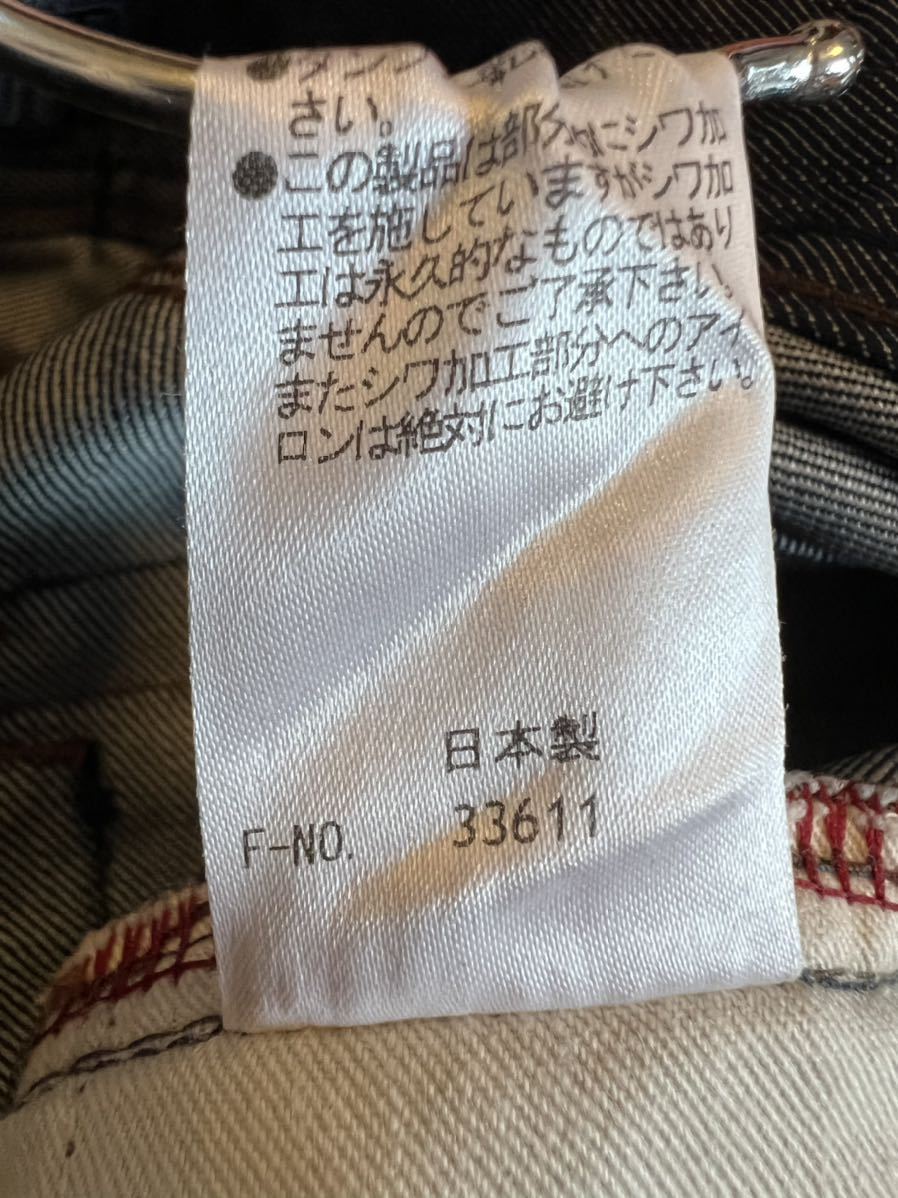 さい。
●この製品は部分的にシワ加
工を施していますがシワ加
工は永久的なものではあり
ませんのでご了承下さい。
またシワ加工部分へのアイ
ロンは絶対にお避け下さい。
日本製
F-NO. 33611